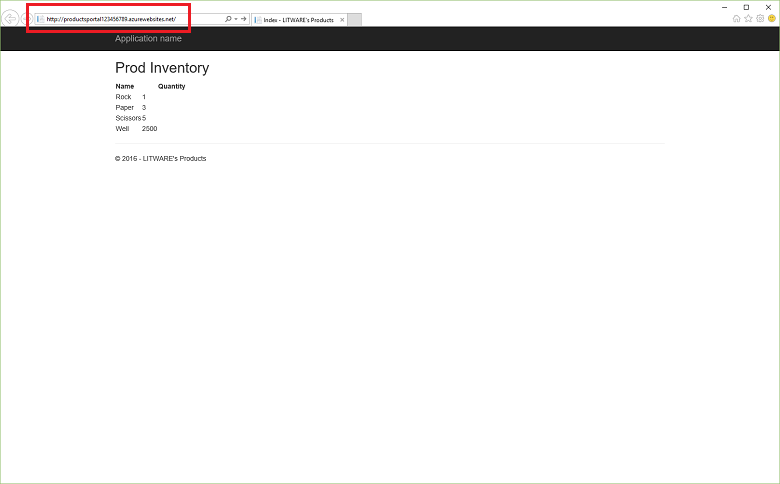 http://productsportal123456789.azurewebsites.net/
Index - LITWARE's Products
Application name
Prod Inventory
Name Quantity
Rock 1
Paper 3
Scissors 5
Well 2500
© 2016 - LITWARE's Products